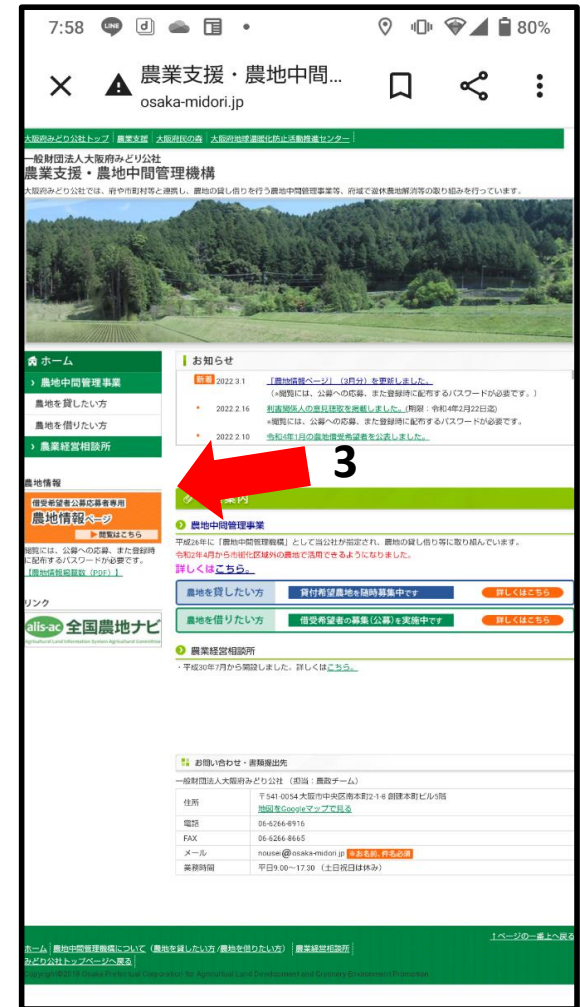 7:58 LINE d 80%
農業支援・農地中間...
osaka-midori.jp
大阪府みどり公社トップ 農業支援 大阪府民の森 大阪府地球温暖化防止活動推進センター
一般財団法人大阪府みどり公社
農業支援・農地中間管理機構
大阪府みどり公社では、府や市町村等と連携し、農地の貸し借りを行う農地中間管理事業等、府域で遊休農地解消等の取り組みを行っています。
ホーム
› 農地中間管理事業
農地を貸したい方
農地を借りたい方
› 農業経営相談所
お知らせ
新着 2022.3.1 「農地情報ページ」（3月分）を更新しました。
（※閲覧には、公募への応募、また登録時に配布するパスワードが必要です。）
2022.2.16 利害関係人の意見聴取を掲載しました。(期限：令和4年2月22日迄)
※閲覧には、公募への応募、また登録時に配布するパスワードが必要です。
2022.2.10 令和4年1月の農地借受希望者を公表しました。
3
農地情報
借受希望者公募応募者専用
農地情報ページ
▶閲覧はこちら
閲覧には、公募への応募、また登録時に配布するパスワードが必要です。
【農地情報掲載数（PDF）】
リンク
alis-ac 全国農地ナビ
Agricultural Land Information System Agricultural Committee
案内
農地中間管理事業
平成26年に「農地中間管理機構」として当公社が指定され、農地の貸し借り等に取り組んでいます。
令和2年4月から市街化区域外の農地で活用できるようになりました。
詳しくはこちら。
農地を貸したい方 貸付希望農地を随時募集中です 詳しくはこちら
農地を借りたい方 借受希望者の募集(公募)を実施中です 詳しくはこちら
農業経営相談所
・平成30年7月から開設しました。詳しくはこちら。
お問い合わせ・書類提出先
一般財団法人大阪府みどり公社 （担当：農政チーム）
住所 〒541-0054 大阪市中央区南本町2-1-8 創建本町ビル5階
地図をGoogleマップで見る
電話 06-6266-8916
FAX 06-6266-8665
メール nousei@osaka-midori.jp ※お名前、件名必須
業務時間 平日9:00～17:30 （土日祝日は休み）
↑ページの一番上へ戻る
ホーム 農地中間管理機構について（農地を貸したい方/農地を借りたい方） 農業経営相談所
みどり公社トップページへ戻る
Copyright©2019 Osaka Prefectural Corporation for Agricultural Land Development and Greenery Environment Promotion